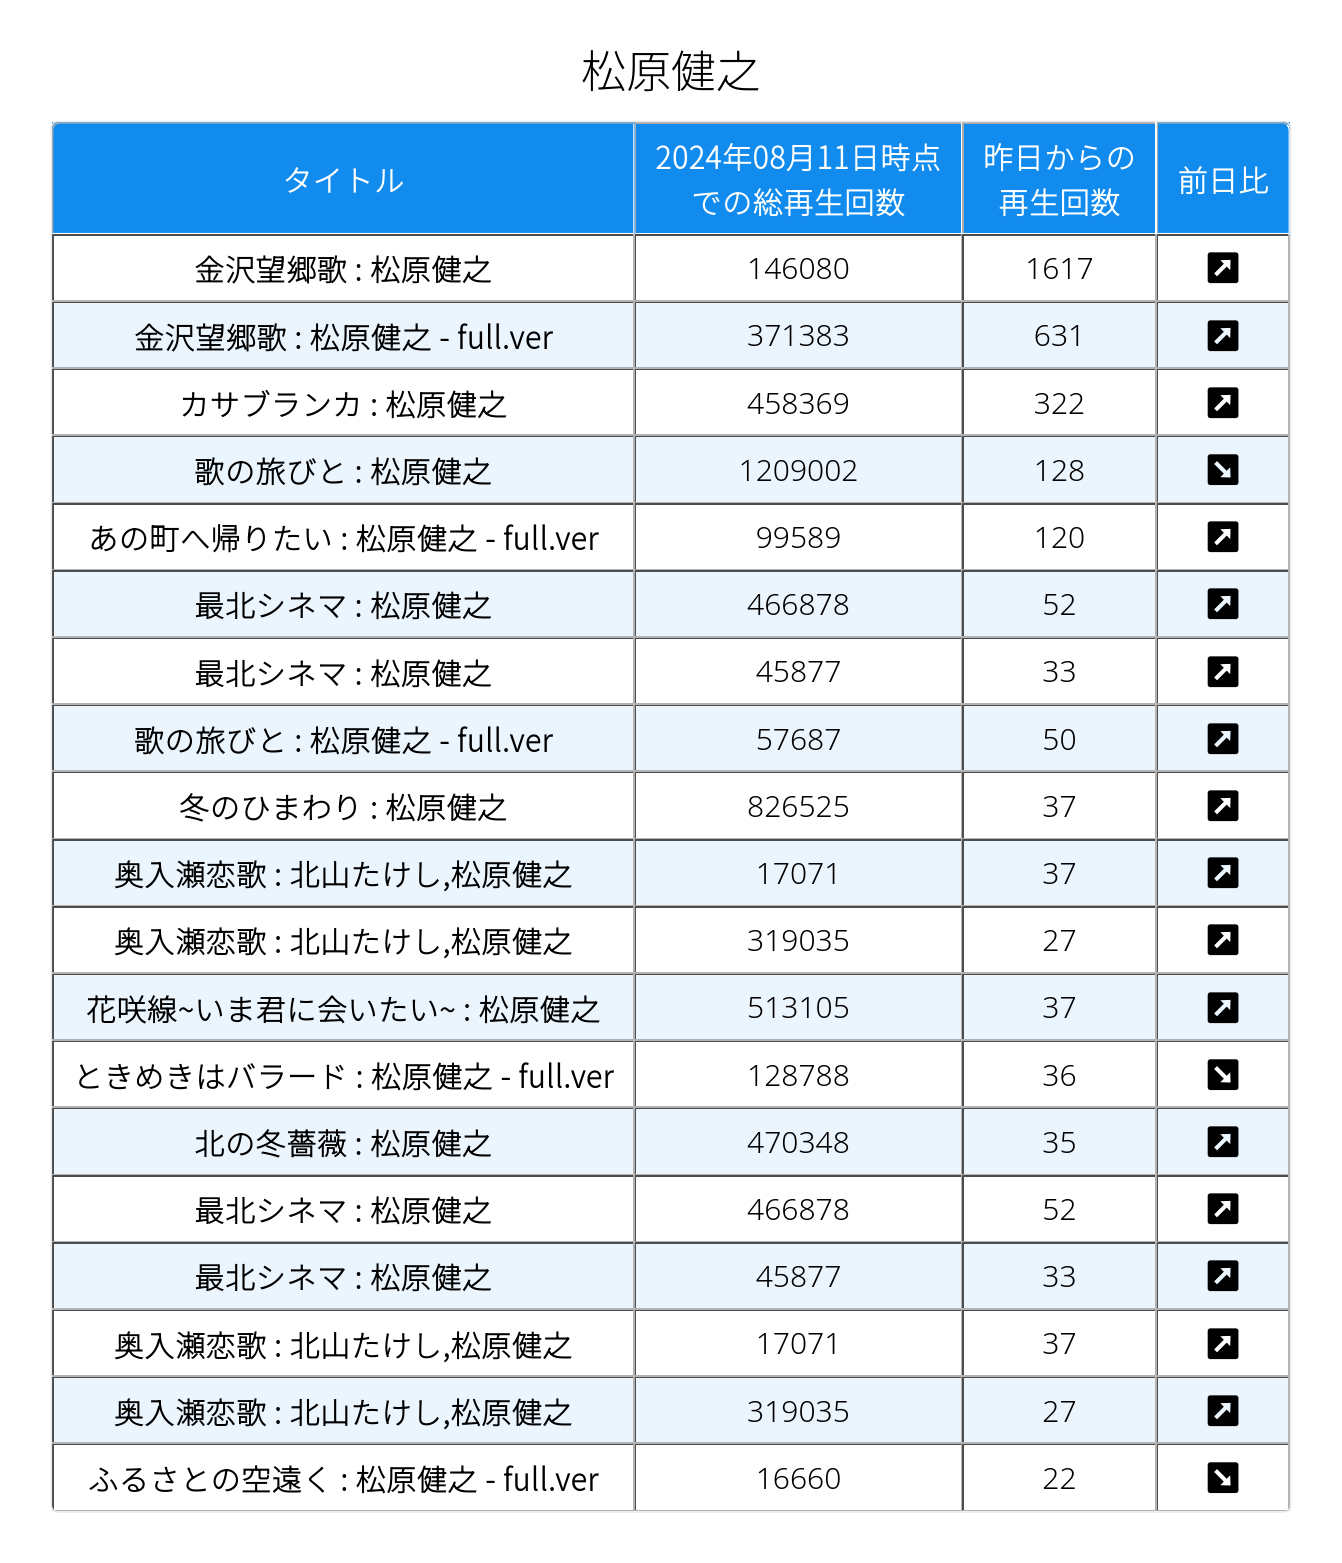 松原健之
タイトル 2024年08月11日時点 昨日からの 前日比
での総再生回数 再生回数
金沢望郷歌 : 松原健之 146080 1617
金沢望郷歌 : 松原健之 - full.ver 371383 631
カサブランカ : 松原健之 458369 322
歌の旅びと : 松原健之 1209002 128
あの町へ帰りたい : 松原健之 - full.ver 99589 120
最北シネマ : 松原健之 466878 52
最北シネマ : 松原健之 45877 33
歌の旅びと : 松原健之 - full.ver 57687 50
冬のひまわり : 松原健之 826525 37
奥入瀬恋歌 : 北山たけし,松原健之 17071 37
奥入瀬恋歌 : 北山たけし,松原健之 319035 27
花咲線~いま君に会いたい~ : 松原健之 513105 37
ときめきはバラード : 松原健之 - full.ver 128788 36
北の冬薔薇 : 松原健之 470348 35
最北シネマ : 松原健之 466878 52
最北シネマ : 松原健之 45877 33
奥入瀬恋歌 : 北山たけし,松原健之 17071 37
奥入瀬恋歌 : 北山たけし,松原健之 319035 27
ふるさとの空遠く : 松原健之 - full.ver 16660 22